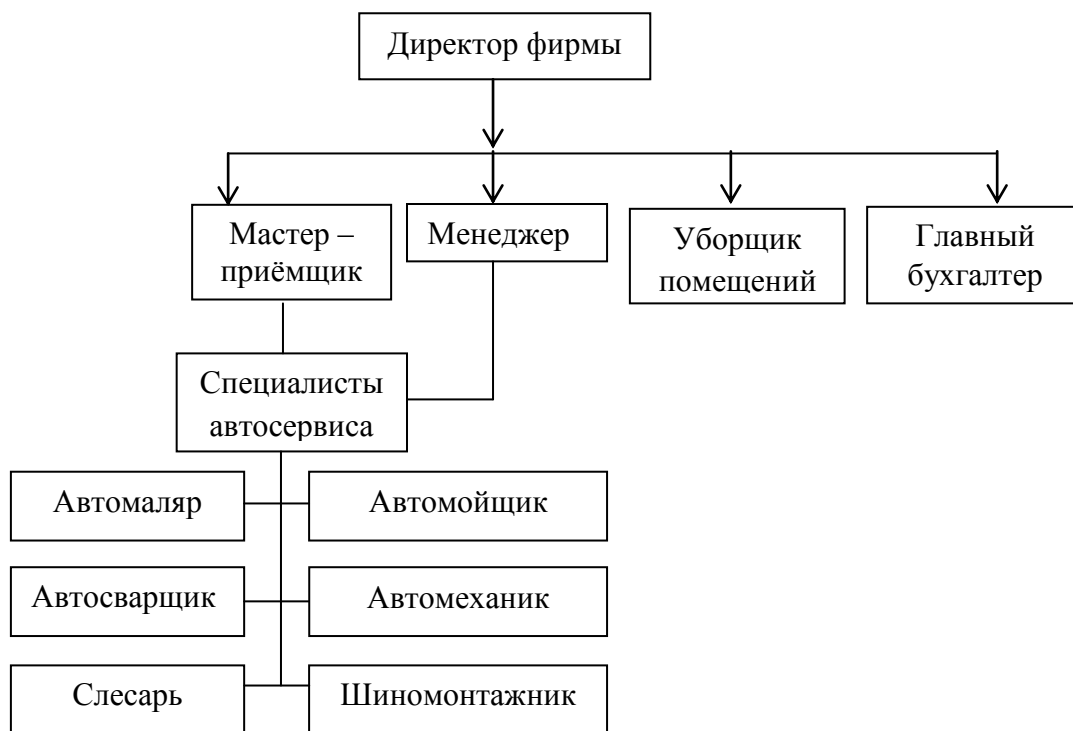 Директор фирмы
Мастер –
приёмщик
Менеджер
Уборщик
помещений
Главный
бухгалтер
Специалисты
автосервиса
Автомаляр
Автомойщик
Автосварщик
Автомеханик
Слесарь
Шиномонтажник